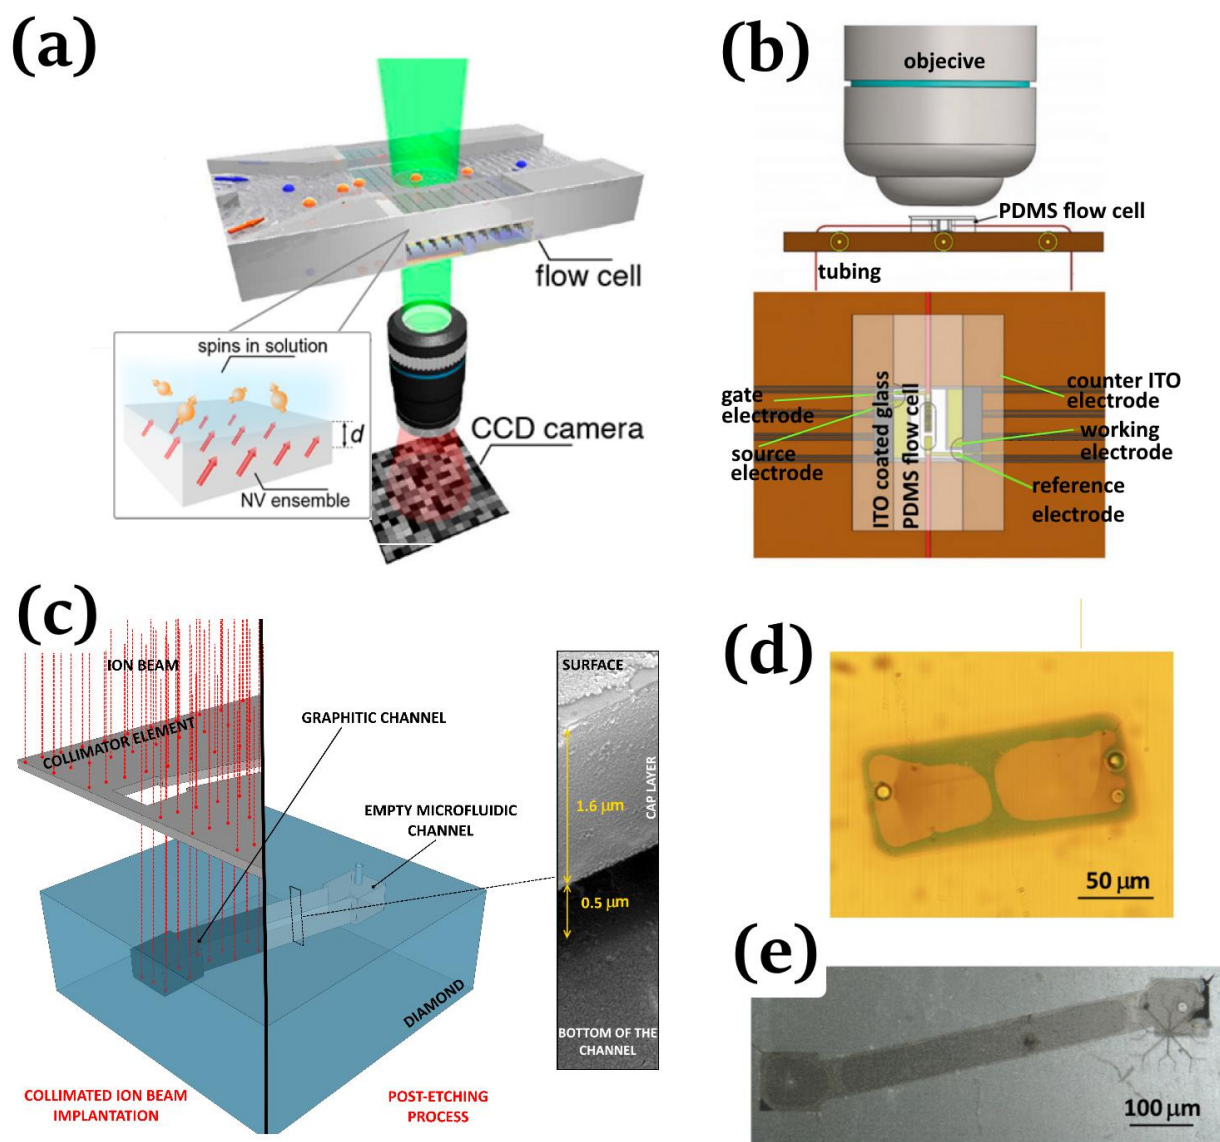 (a)
flow cell
spins in solution
d
NV ensemble
CCD camera
(b)
objecive
PDMS flow cell
tubing
gate
electrode
source
electrode
ITO coated glass
PDMS flow cell
counter ITO
electrode
working
electrode
reference
electrode
(c)
ION BEAM
COLLIMATOR ELEMENT
GRAPHITIC CHANNEL
EMPTY MICROFLUIDIC
CHANNEL
DIAMOND
COLLIMATED ION BEAM
IMPLANTATION
POST-ETCHING
PROCESS
SURFACE
1.6 µm
CAP LAYER
0.5 µm
BOTTOM OF THE
CHANNEL
(d)
50 µm
(e)
100 µm